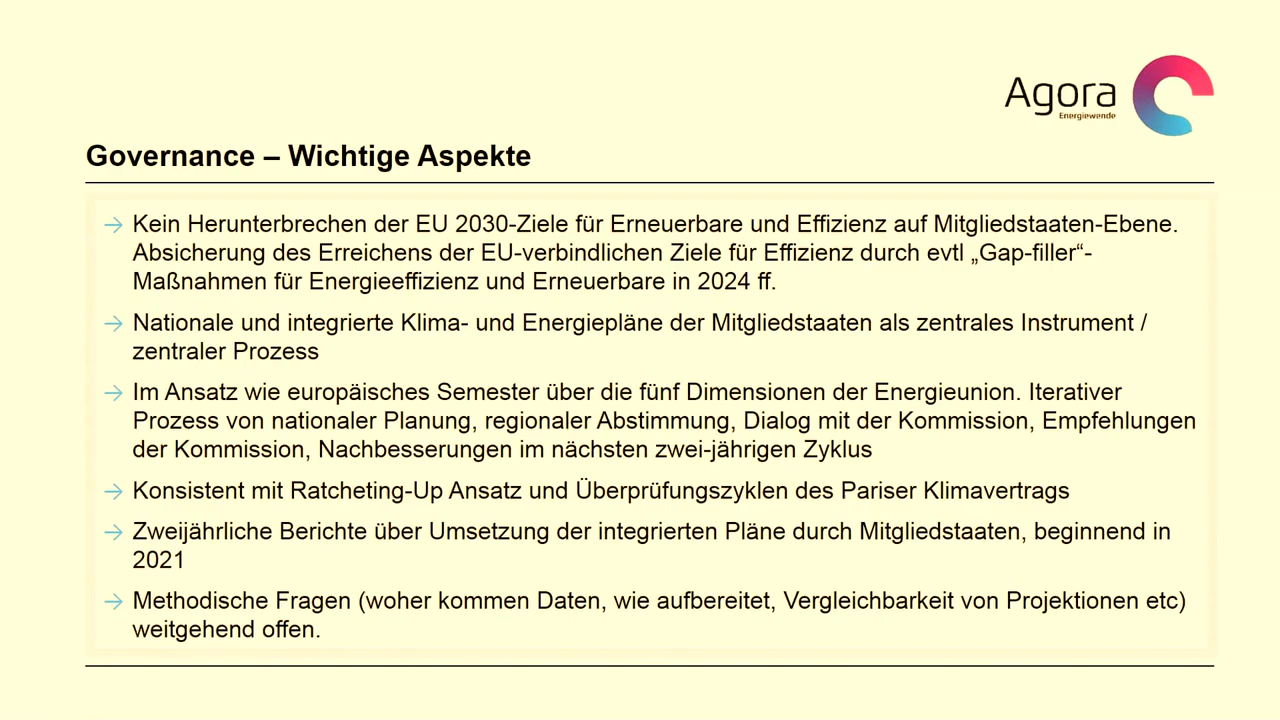 Agora
Energiewende
Governance – Wichtige Aspekte
→ Kein Herunterbrechen der EU 2030-Ziele für Erneuerbare und Effizienz auf Mitgliedstaaten-Ebene.
Absicherung des Erreichens der EU-verbindlichen Ziele für Effizienz durch evtl „Gap-filler“-
Maßnahmen für Energieeffizienz und Erneuerbare in 2024 ff.
→ Nationale und integrierte Klima- und Energiepläne der Mitgliedstaaten als zentrales Instrument /
zentraler Prozess
→ Im Ansatz wie europäisches Semester über die fünf Dimensionen der Energieunion. Iterativer
Prozess von nationaler Planung, regionaler Abstimmung, Dialog mit der Kommission, Empfehlungen
der Kommission, Nachbesserungen im nächsten zwei-jährigen Zyklus
→ Konsistent mit Ratcheting-Up Ansatz und Überprüfungszyklen des Pariser Klimavertrags
→ Zweijährliche Berichte über Umsetzung der integrierten Pläne durch Mitgliedstaaten, beginnend in
2021
→ Methodische Fragen (woher kommen Daten, wie aufbereitet, Vergleichbarkeit von Projektionen etc)
weitgehend offen.